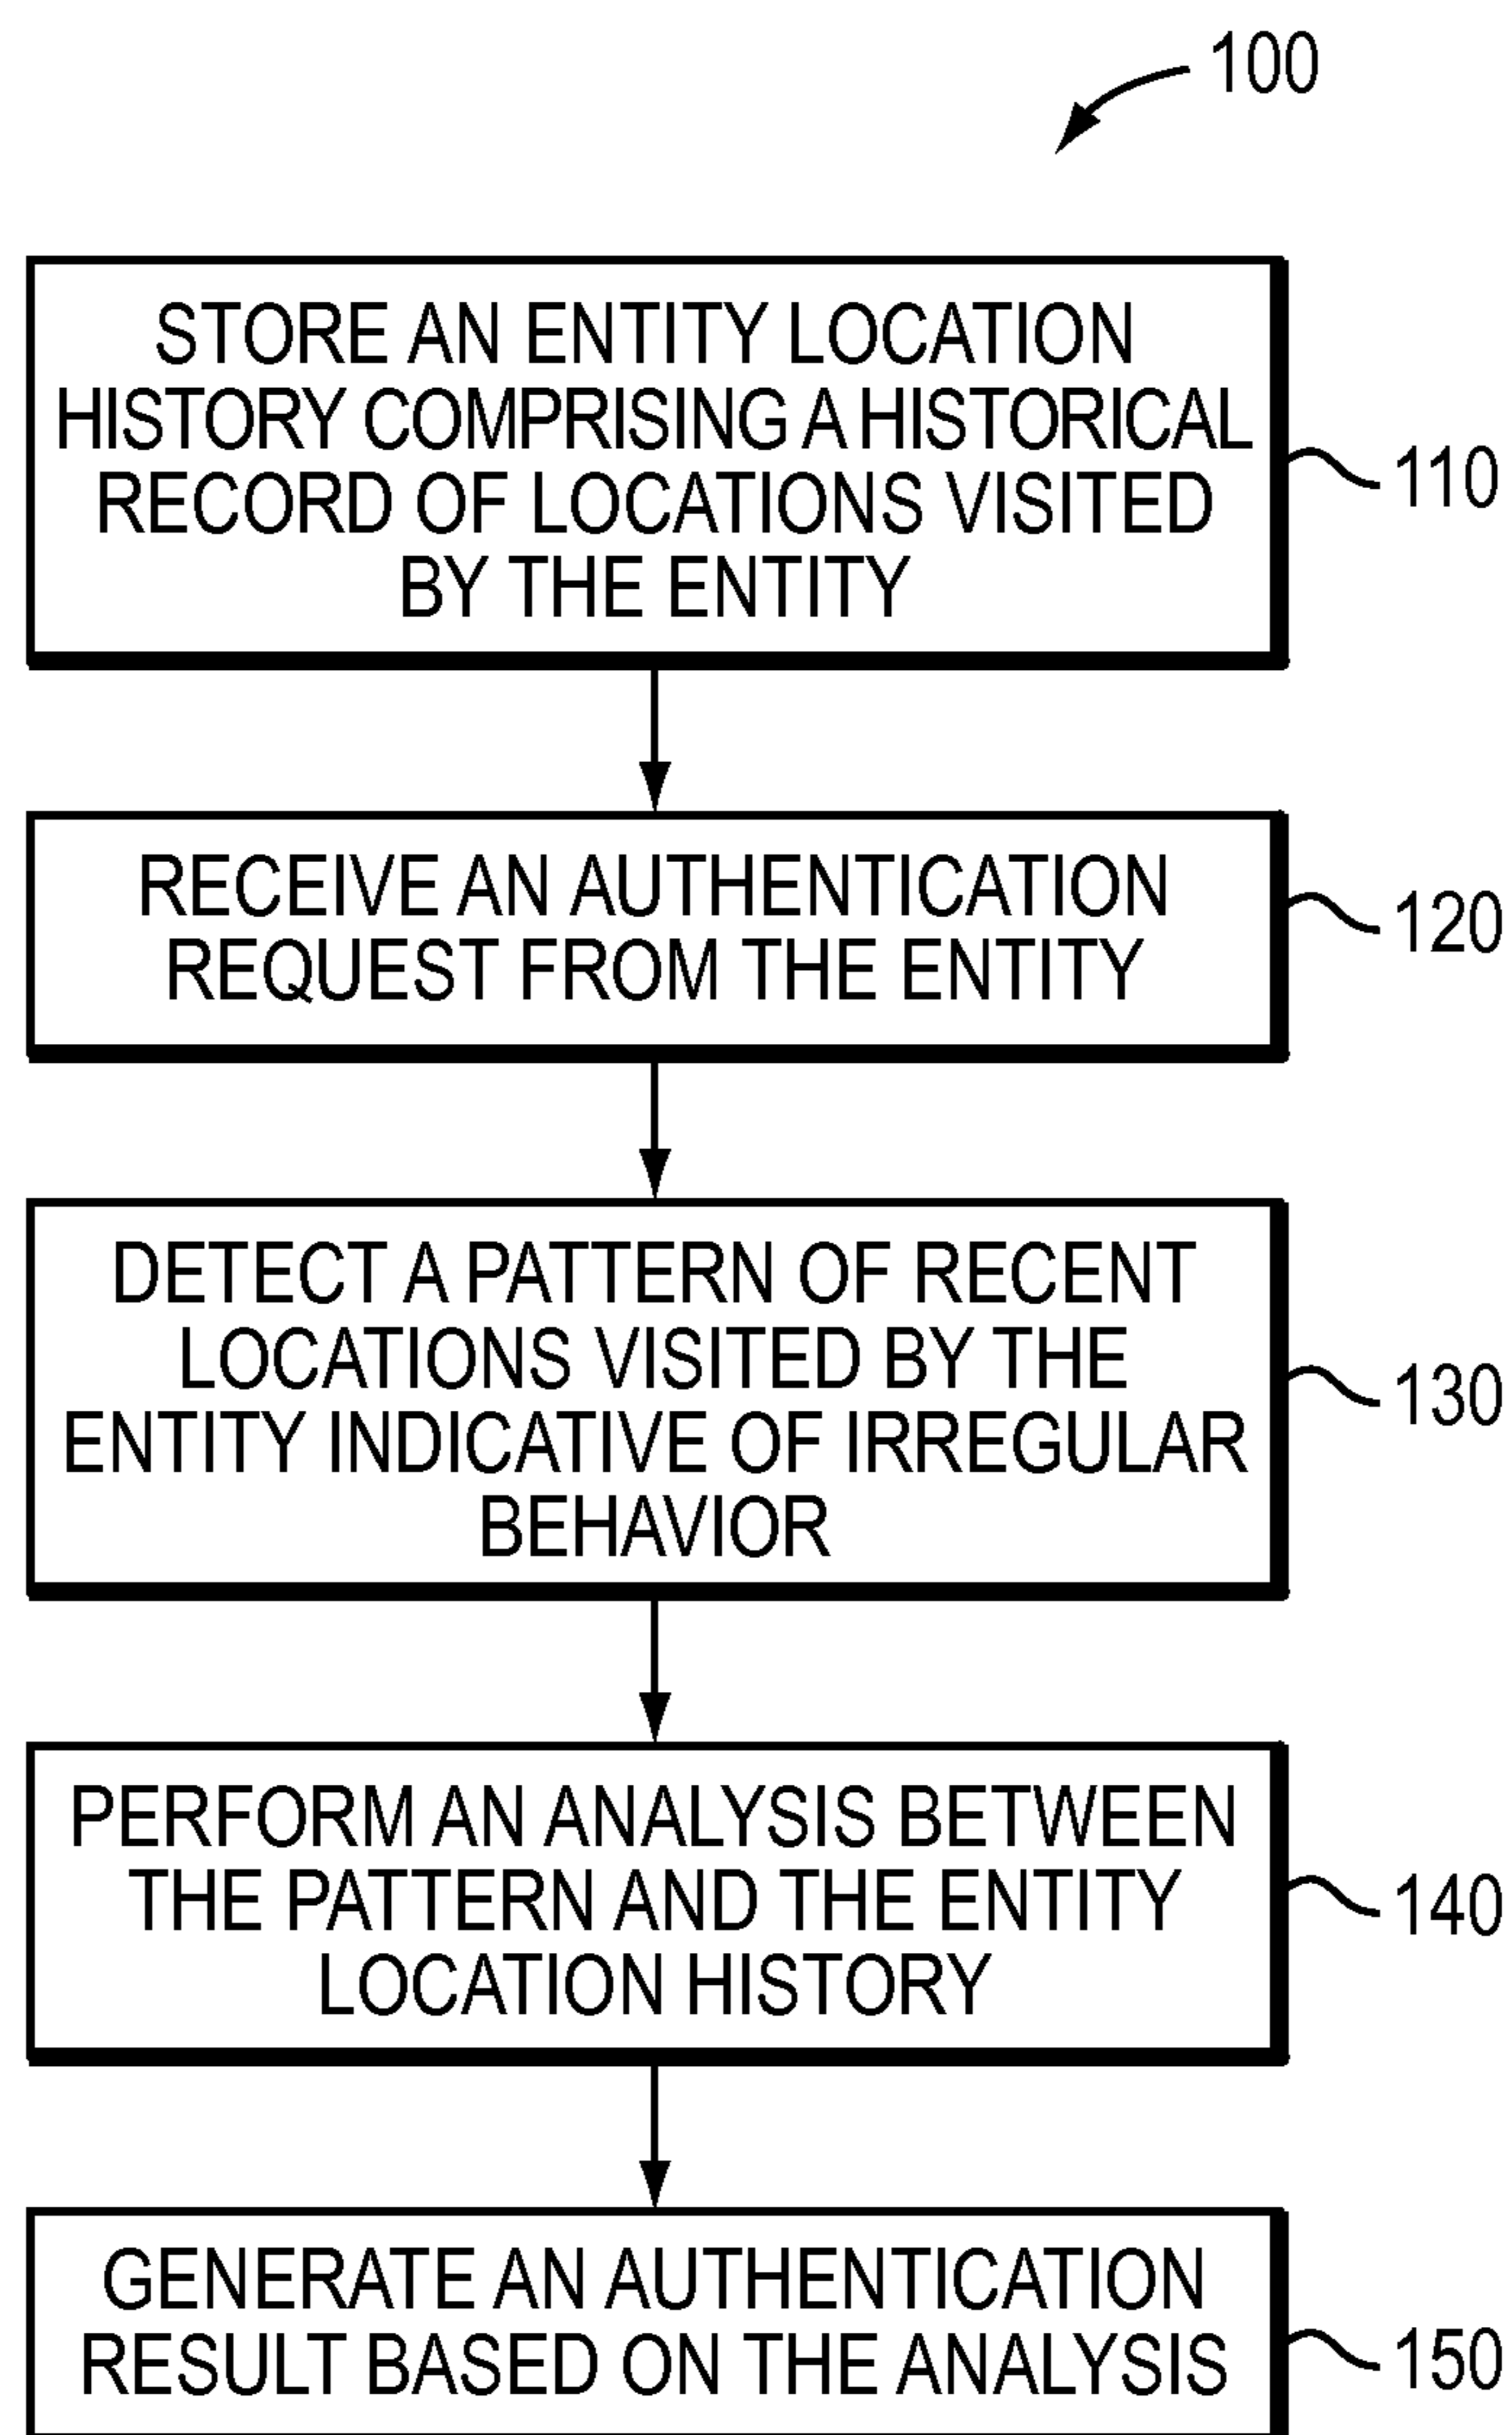 100
STORE AN ENTITY LOCATION
HISTORY COMPRISING A HISTORICAL
RECORD OF LOCATIONS VISITED
BY THE ENTITY
110
RECEIVE AN AUTHENTICATION
REQUEST FROM THE ENTITY
120
DETECT A PATTERN OF RECENT
LOCATIONS VISITED BY THE
ENTITY INDICATIVE OF IRREGULAR
BEHAVIOR
130
PERFORM AN ANALYSIS BETWEEN
THE PATTERN AND THE ENTITY
LOCATION HISTORY
140
GENERATE AN AUTHENTICATION
RESULT BASED ON THE ANALYSIS
150